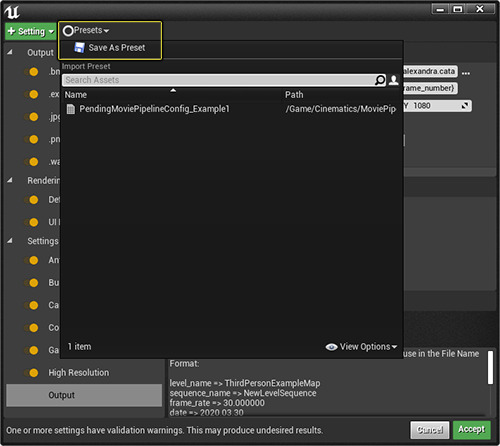 + Setting
Presets
Save As Preset
Output
Import Preset
Search Assets
Name
Path
PendingMoviePipelineConfig_Example1
/Game/Cinematics/MoviePip
alexandra.cata
...
rame_number}
Y 1080
.bm
.ex
.jpg
.pn
.wa
Rendering
Def
UI
Settings
An
Bu
Ca
Co
Ga
High Resolution
Output
1 item
View Options
use in the File Name
Format:
level_name => ThirdPersonExampleMap
sequence_name => NewLevelSequence
frame_rate => 30.000000
date => 2020.03.30
One or more settings have validation warnings. This may produce undesired results.
Cancel
Accept